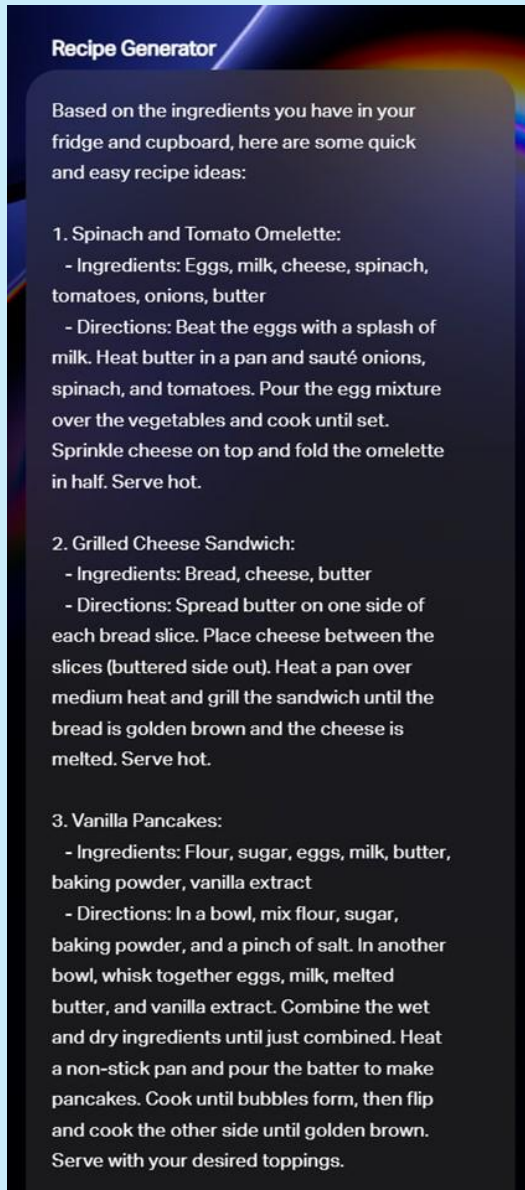 Recipe Generator
Based on the ingredients you have in your
fridge and cupboard, here are some quick
and easy recipe ideas:
1. Spinach and Tomato Omelette:
- Ingredients: Eggs, milk, cheese, spinach,
tomatoes, onions, butter
- Directions: Beat the eggs with a splash of
milk. Heat butter in a pan and sauté onions,
spinach, and tomatoes. Pour the egg mixture
over the vegetables and cook until set.
Sprinkle cheese on top and fold the omelette
in half. Serve hot.
2. Grilled Cheese Sandwich:
- Ingredients: Bread, cheese, butter
- Directions: Spread butter on one side of
each bread slice. Place cheese between the
slices (buttered side out). Heat a pan over
medium heat and grill the sandwich until the
bread is golden brown and the cheese is
melted. Serve hot.
3. Vanilla Pancakes:
- Ingredients: Flour, sugar, eggs, milk, butter,
baking powder, vanilla extract
- Directions: In a bowl, mix flour, sugar,
baking powder, and a pinch of salt. In another
bowl, whisk together eggs, milk, melted
butter, and vanilla extract. Combine the wet
and dry ingredients until just combined. Heat
a non-stick pan and pour the batter to make
pancakes. Cook until bubbles form, then flip
and cook the other side until golden brown.
Serve with your desired toppings.